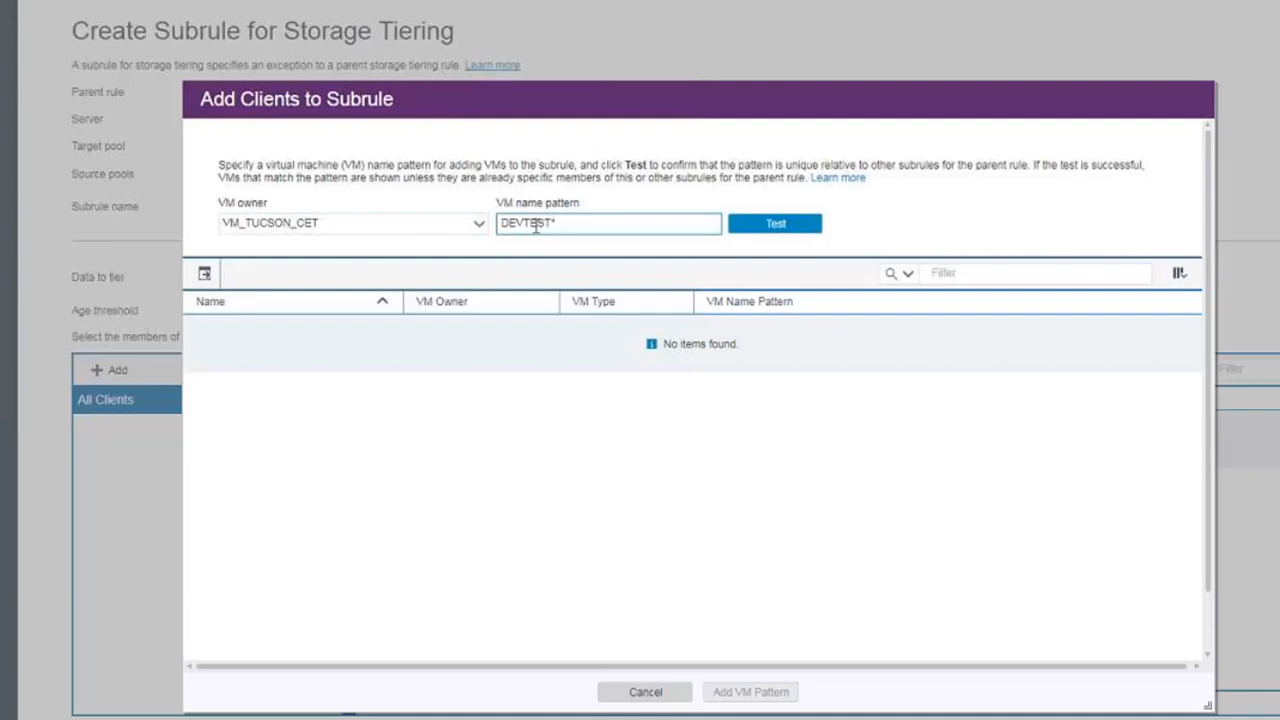 Create Subrule for Storage Tiering
A subrule for storage tiering specifies an exception to a parent storage tiering rule. Learn more
Parent rule
Server
Target pool
Source pools
Subrule name
Data to tier
Age threshold
Select the members of
Add
All Clients
Filter
Add Clients to Subrule
Specify a virtual machine (VM) name pattern for adding VMs to the subrule, and click Test to confirm that the pattern is unique relative to other subrules for the parent rule. If the test is successful,
VMs that match the pattern are shown unless they are already specific members of this or other subrules for the parent rule. Learn more
VM owner VM name pattern
VM_TUCSON_CET DEVTEST* Test
Filter
Name VM Owner VM Type VM Name Pattern
No items found.
Cancel Add VM Pattern